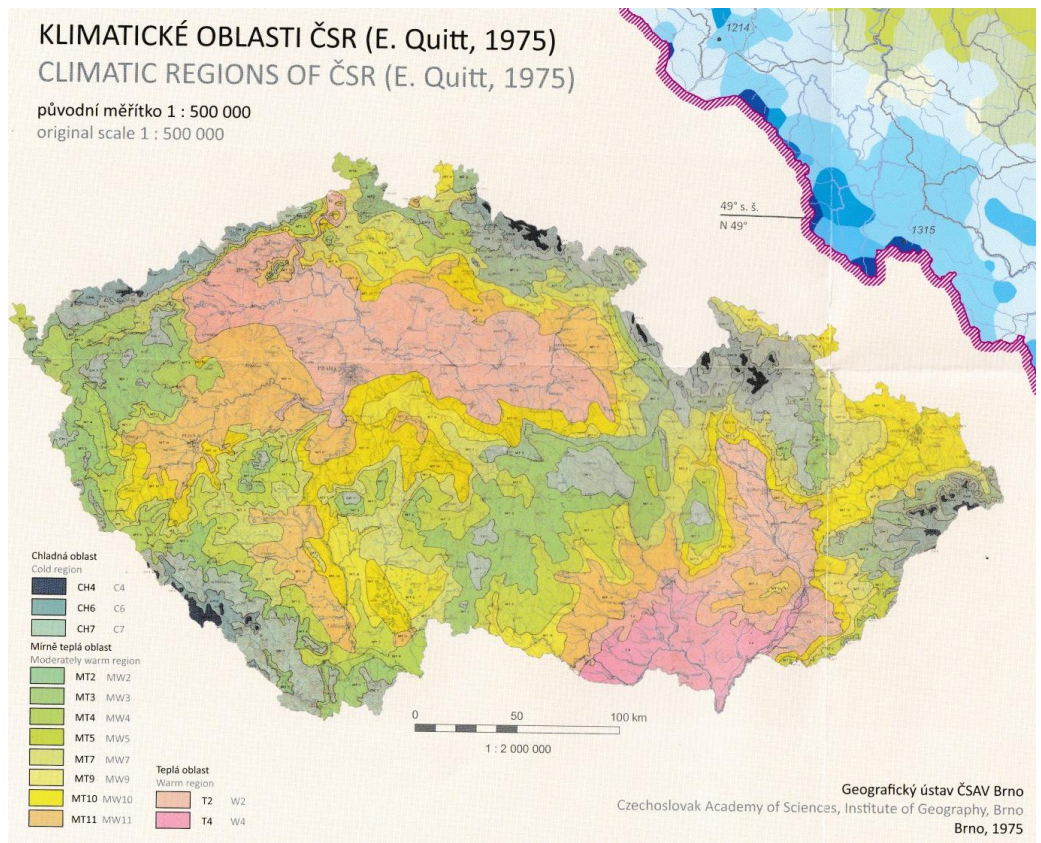 KLIMATICKÉ OBLASTI ČSR (E. Quitt, 1975)
CLIMATIC REGIONS OF ČSR (E. Quitt, 1975)
původní měřítko 1 : 500 000
original scale 1 : 500 000
1214
49° s. š.
N 49°
1315
Chladná oblast
Cold region
CH4 C4
CH6 C6
CH7 C7
Mírně teplá oblast
Moderately warm region
MT2 MW2
MT3 MW3
MT4 MW4
MT5 MW5
MT7 MW7
MT9 MW9
MT10 MW10
MT11 MW11
Teplá oblast
Warm region
T2 W2
T4 W4
0 50 100 km
1 : 2 000 000
Geografický ústav ČSAV Brno
Czechoslovak Academy of Sciences, Institute of Geography, Brno
Brno, 1975